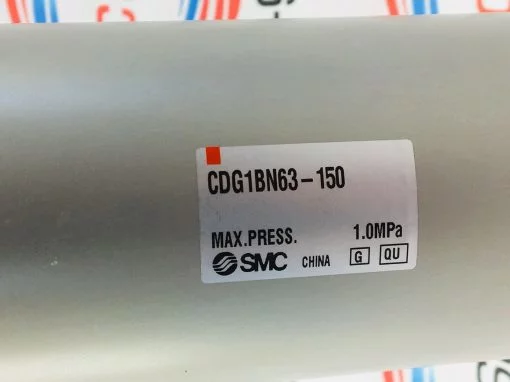 CDG1BN63-150
MAX.PRESS. 1.0MPa
SMC CHINA G QU